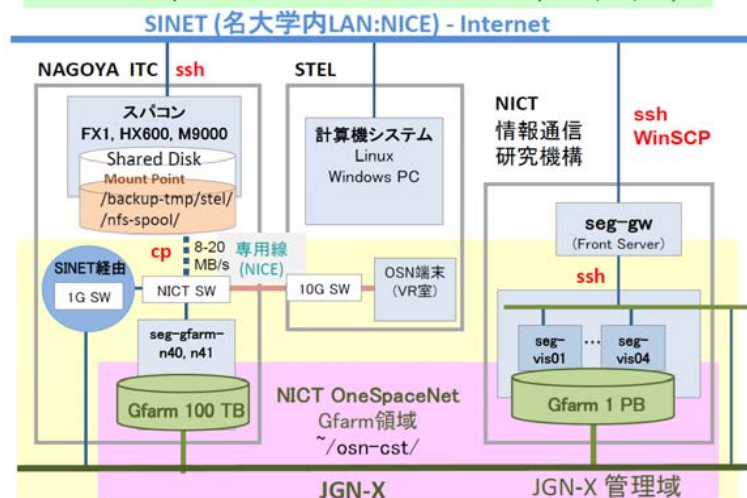 SINET (名大学内LAN:NICE) - Internet
NAGOYA ITC
ssh
スパコン
FX1, HX600, M9000
Shared Disk
Mount Point
/backup-tmp/stel/
/nfs-spool/
cp
8-20
MB/s
専用線
(NICE)
SINET経由
1G SW
NICT SW
seg-gfarm-
n40, n41
Gfarm 100 TB
STEL
計算機システム
Linux
Windows PC
10G SW
OSN端末
(VR室)
NICT
情報通信
研究機構
ssh
WinSCP
seg-gw
(Front Server)
ssh
seg-
vis01
...
seg-
vis04
Gfarm 1 PB
NICT OneSpaceNet
Gfarm領域
~/osn-cst/
JGN-X
JGN-X 管理域